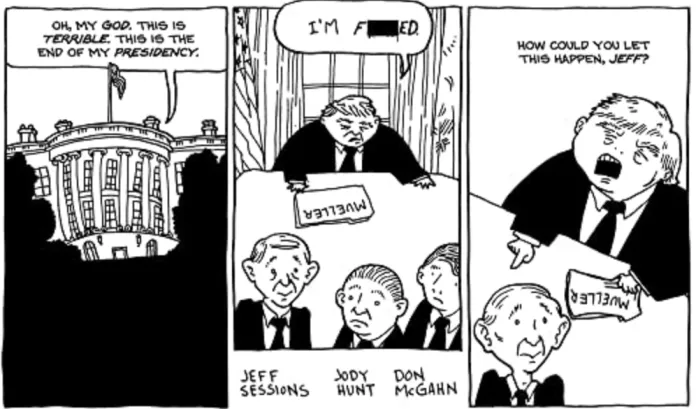 OH, MY GOD. THIS IS
TERRIBLE. THIS IS THE
END OF MY PRESIDENCY.
I'M F ED.
MUELLER
JEFF SESSIONS
JODY HUNT
DON McGAHN
HOW COULD YOU LET
THIS HAPPEN, JEFF?
MUELLER